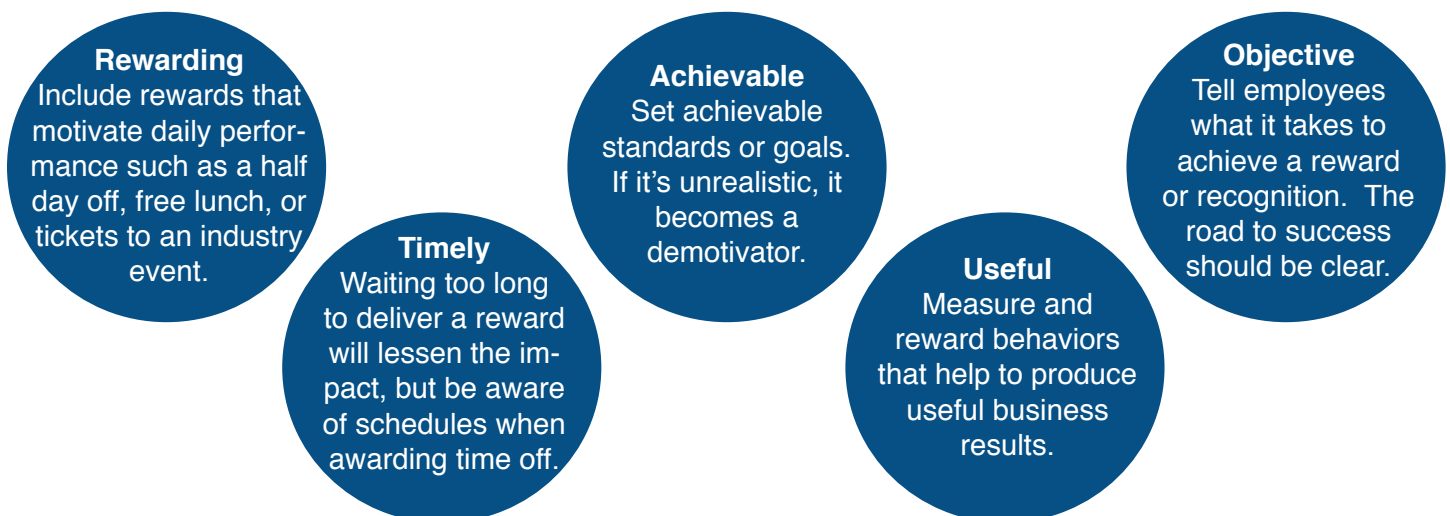 Rewarding
Include rewards that
motivate daily perfor-
mance such as a half
day off, free lunch, or
tickets to an industry
event.
Timely
Waiting too long
to deliver a reward
will lessen the im-
pact, but be aware
of schedules when
awarding time off.
Achievable
Set achievable
standards or goals.
If it's unrealistic, it
becomes a
demotivator.
Useful
Measure and
reward behaviors
that help to produce
useful business
results.
Objective
Tell employees
what it takes to
achieve a reward
or recognition.  The
road to success
should be clear.